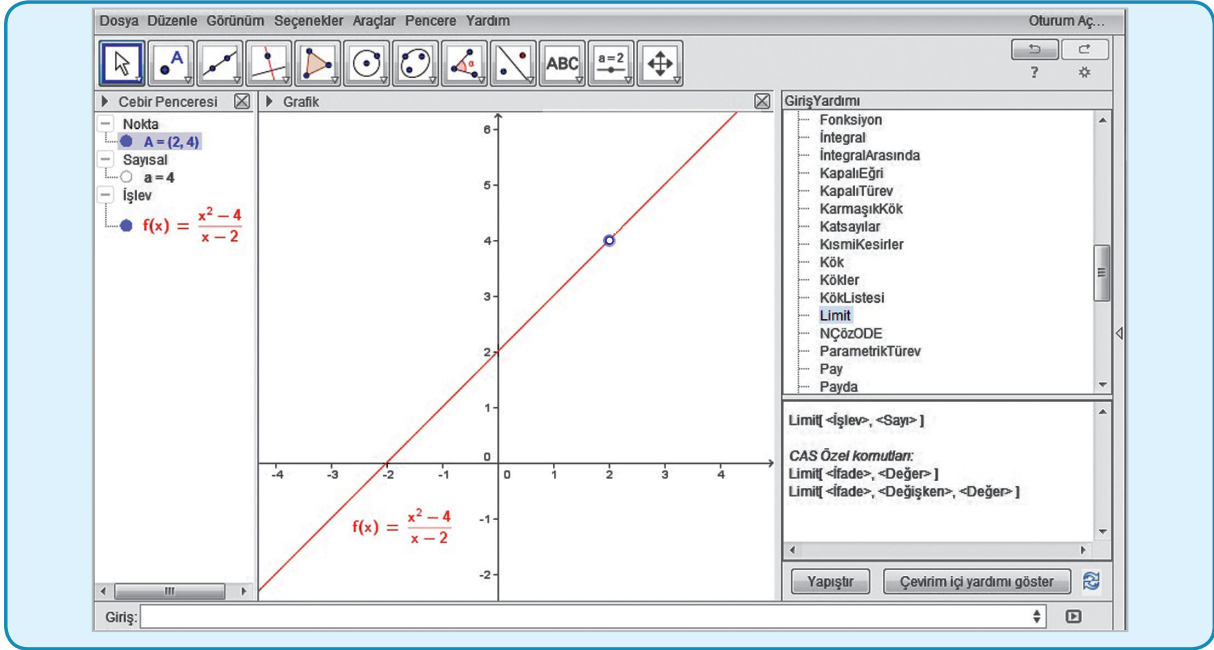 Dosya Düzenle Görünüm Seçenekler Araçlar Pencere Yardım
Oturum Aç...
A
α
ABC
a=2
?
Cebir Penceresi
Nokta
A = (2, 4)
Sayısal
a = 4
İşlev
f(x) = x² − 4
x − 2
Grafik
6
5
4
3
2
1
0
-1
-2
-4 -3 -2 -1 0 1 2 3 4
f(x) = x² − 4
x − 2
GirişYardımı
Fonksiyon
İntegral
İntegralArasında
KapalıEğri
KapalıTürev
KarmaşıkKök
Katsayılar
KısmiKesirler
Kök
Kökler
KökListesi
Limit
NÇözODE
ParametrikTürev
Pay
Payda
Limit[ <İşlev>, <Sayı> ]
CAS Özel komutları:
Limit[ <İfade>, <Değer> ]
Limit[ <İfade>, <Değişken>, <Değer> ]
Yapıştır
Çevirim içi yardımı göster
Giriş: